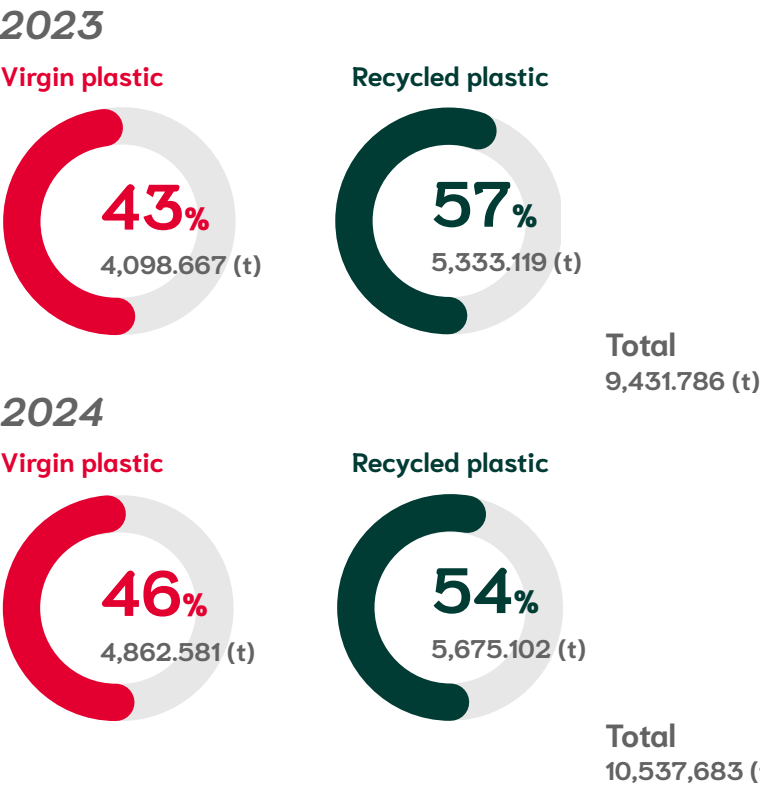 2023
Virgin plastic
Recycled plastic
43%
4,098.667 (t)
57%
5,333.119 (t)
Total
9,431.786 (t)
2024
Virgin plastic
Recycled plastic
46%
4,862.581 (t)
54%
5,675.102 (t)
Total
10,537,683 (